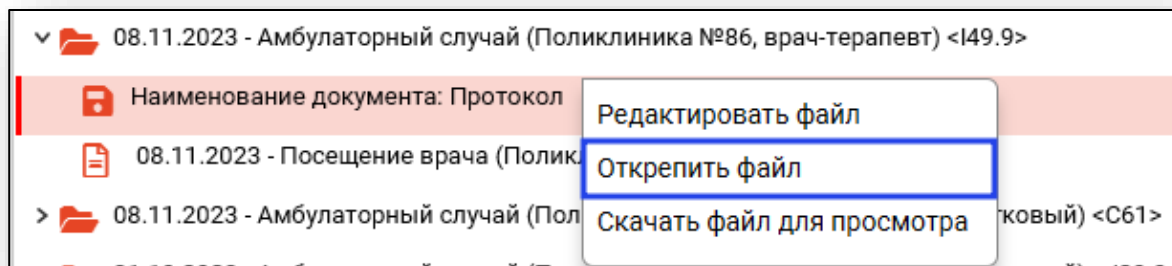 08.11.2023 - Амбулаторный случай (Поликлиника №86, врач-терапевт) <I49.9>
Наименование документа: Протокол
Редактировать файл
08.11.2023 - Посещение врача (Поликл
Открепить файл
08.11.2023 - Амбулаторный случай (Пол
тковый) <C61>
Скачать файл для просмотра